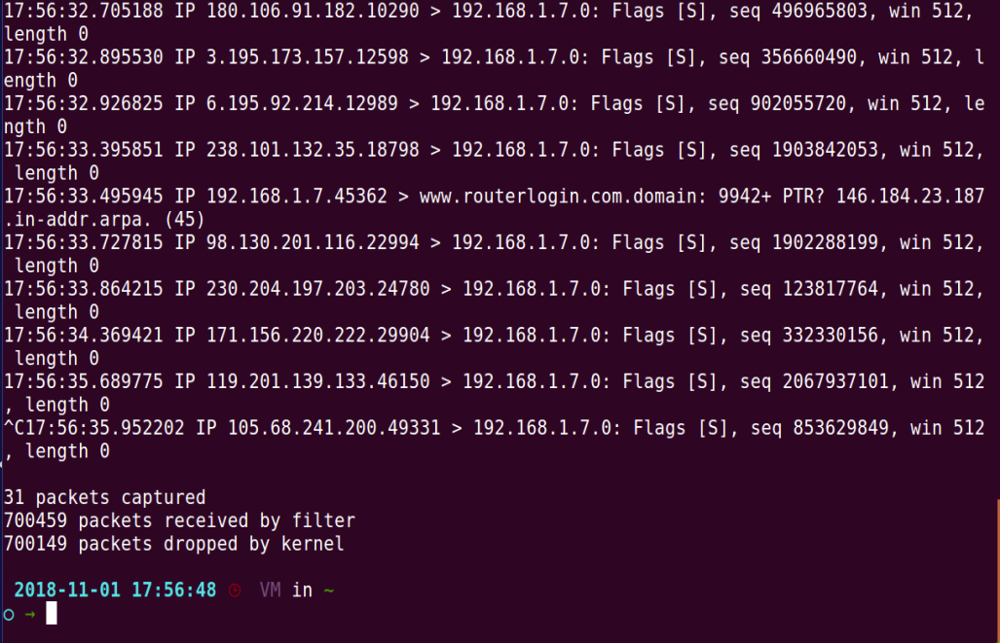 17:56:32.705188 IP 180.106.91.182.10290 > 192.168.1.7.0: Flags [S], seq 496965803, win 512,
length 0
17:56:32.895530 IP 3.195.173.157.12598 > 192.168.1.7.0: Flags [S], seq 356660490, win 512, l
ength 0
17:56:32.926825 IP 6.195.92.214.12989 > 192.168.1.7.0: Flags [S], seq 902055720, win 512, le
ngth 0
17:56:33.395851 IP 238.101.132.35.18798 > 192.168.1.7.0: Flags [S], seq 1903842053, win 512,
 length 0
17:56:33.495945 IP 192.168.1.7.45362 > www.routerlogin.com.domain: 9942+ PTR? 146.184.23.187
.in-addr.arpa. (45)
17:56:33.727815 IP 98.130.201.116.22994 > 192.168.1.7.0: Flags [S], seq 1902288199, win 512,
 length 0
17:56:33.864215 IP 230.204.197.203.24780 > 192.168.1.7.0: Flags [S], seq 123817764, win 512,
 length 0
17:56:34.369421 IP 171.156.220.222.29904 > 192.168.1.7.0: Flags [S], seq 332330156, win 512,
 length 0
17:56:35.689775 IP 119.201.139.133.46150 > 192.168.1.7.0: Flags [S], seq 2067937101, win 512
, length 0
^C17:56:35.952202 IP 105.68.241.200.49331 > 192.168.1.7.0: Flags [S], seq 853629849, win 512
, length 0
31 packets captured
700459 packets received by filter
700149 packets dropped by kernel
2018-11-01 17:56:48 VM in ~
○ →